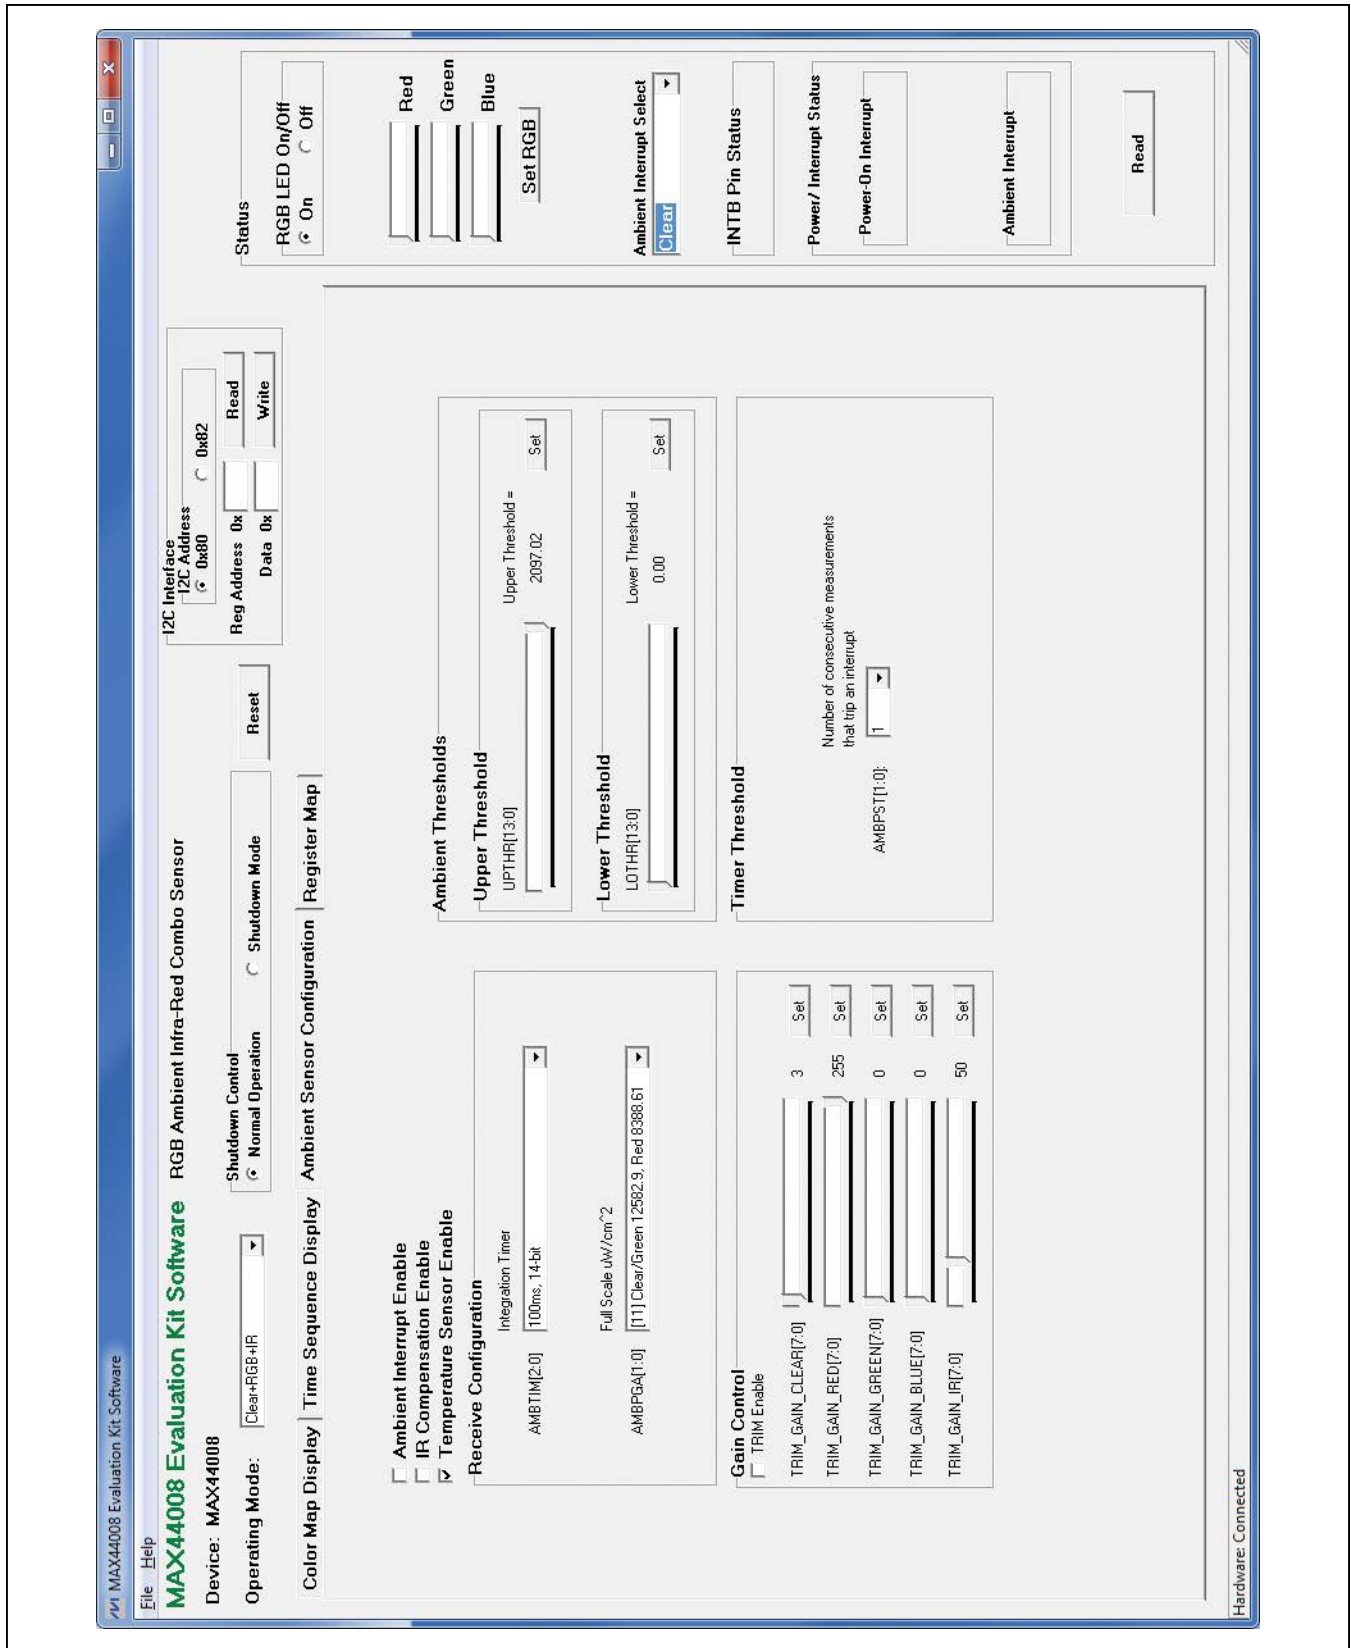 MAX44008 Evaluation Kit Software
File Help
MAX44008 Evaluation Kit Software RGB Ambient Infra-Red Combo Sensor
Device: MAX44008
Operating Mode: Clear+RGB+IR
Shutdown Control
Normal Operation Shutdown Mode
Reset
I2C Interface
I2C Address
0x80 0x82
Reg Address 0x Read
Data 0x Write
Color Map Display Time Sequence Display Ambient Sensor Configuration Register Map
Ambient Interrupt Enable
IR Compensation Enable
Temperature Sensor Enable
Receive Configuration
Integration Timer
AMBTIM[2:0] 100ms, 14-bit
Full Scale uW/cm^2
AMBPGA[1:0] [11] Clear/Green 12582.9, Red 8388.61
Gain Control
TRIM Enable
TRIM_GAIN_CLEAR[7:0] 3 Set
TRIM_GAIN_RED[7:0] 255 Set
TRIM_GAIN_GREEN[7:0] 0 Set
TRIM_GAIN_BLUE[7:0] 0 Set
TRIM_GAIN_IR[7:0] 50 Set
Ambient Thresholds
Upper Threshold
UPTHR[13:0] Upper Threshold =
2097.02 Set
Lower Threshold
LOTHR[13:0] Lower Threshold =
0.00 Set
Timer Threshold
Number of consecutive measurements
that trip an interrupt
AMBPST[1:0]: 1
Status
RGB LED On/Off
On Off
Red
Green
Blue
Set RGB
Ambient Interrupt Select
Clear
INTB Pin Status
Power/ Interrupt Status
Power-On Interrupt
Ambient Interrupt
Read
Hardware: Connected